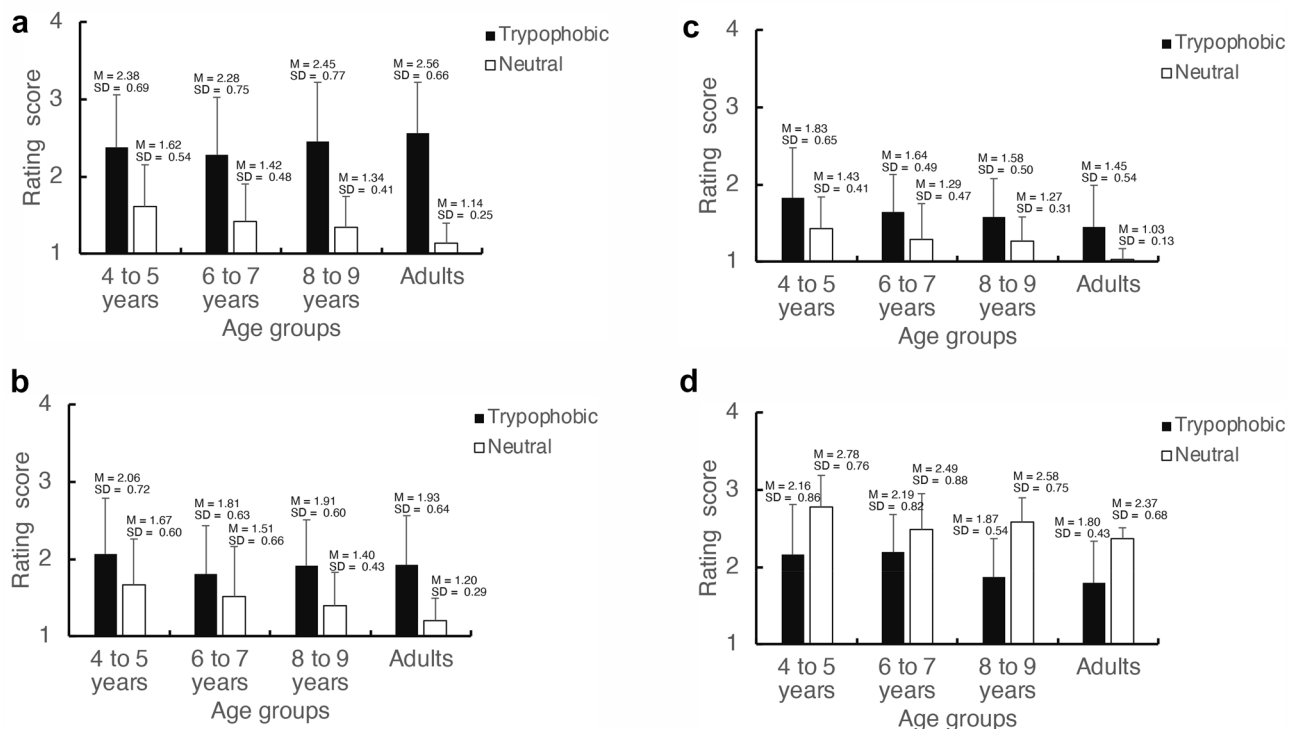 a
4
3
2
1
Rating score
Trypophobic
Neutral
M = 2.38
SD = 0.69
M = 1.62
SD = 0.54
M = 2.28
SD = 0.75
M = 1.42
SD = 0.48
M = 2.45
SD = 0.77
M = 1.34
SD = 0.41
M = 2.56
SD = 0.66
M = 1.14
SD = 0.25
4 to 5
years
6 to 7
years
8 to 9
years
Adults
Age groups
b
4
3
2
1
Rating score
Trypophobic
Neutral
M = 2.06
SD = 0.72
M = 1.67
SD = 0.60
M = 1.81
SD = 0.63
M = 1.51
SD = 0.66
M = 1.91
SD = 0.60
M = 1.40
SD = 0.43
M = 1.93
SD = 0.64
M = 1.20
SD = 0.29
4 to 5
years
6 to 7
years
8 to 9
years
Adults
Age groups
c
4
3
2
1
Rating score
Trypophobic
Neutral
M = 1.83
SD = 0.65
M = 1.43
SD = 0.41
M = 1.64
SD = 0.49
M = 1.29
SD = 0.47
M = 1.58
SD = 0.50
M = 1.27
SD = 0.31
M = 1.45
SD = 0.54
M = 1.03
SD = 0.13
4 to 5
years
6 to 7
years
8 to 9
years
Adults
Age groups
d
4
3
2
1
Rating score
Trypophobic
Neutral
M = 2.16
SD = 0.86
M = 2.78
SD = 0.76
M = 2.19
SD = 0.82
M = 2.49
SD = 0.88
M = 1.87
SD = 0.54
M = 2.58
SD = 0.75
M = 1.80
SD = 0.43
M = 2.37
SD = 0.68
4 to 5
years
6 to 7
years
8 to 9
years
Adults
Age groups